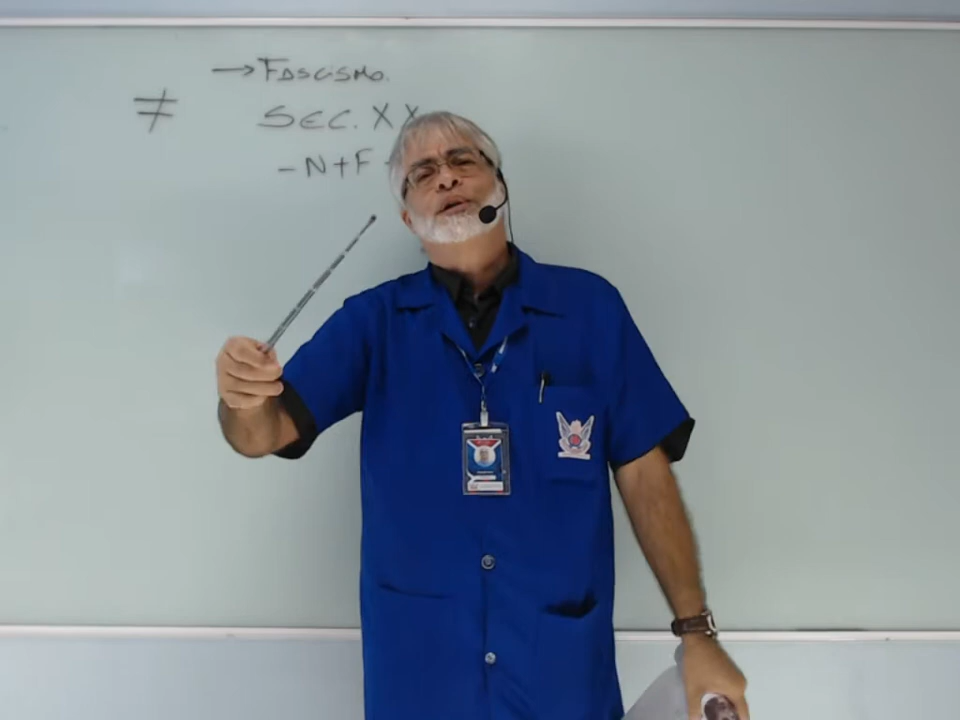 → FASCISMO.
≠ SEC. XX
- N+F -